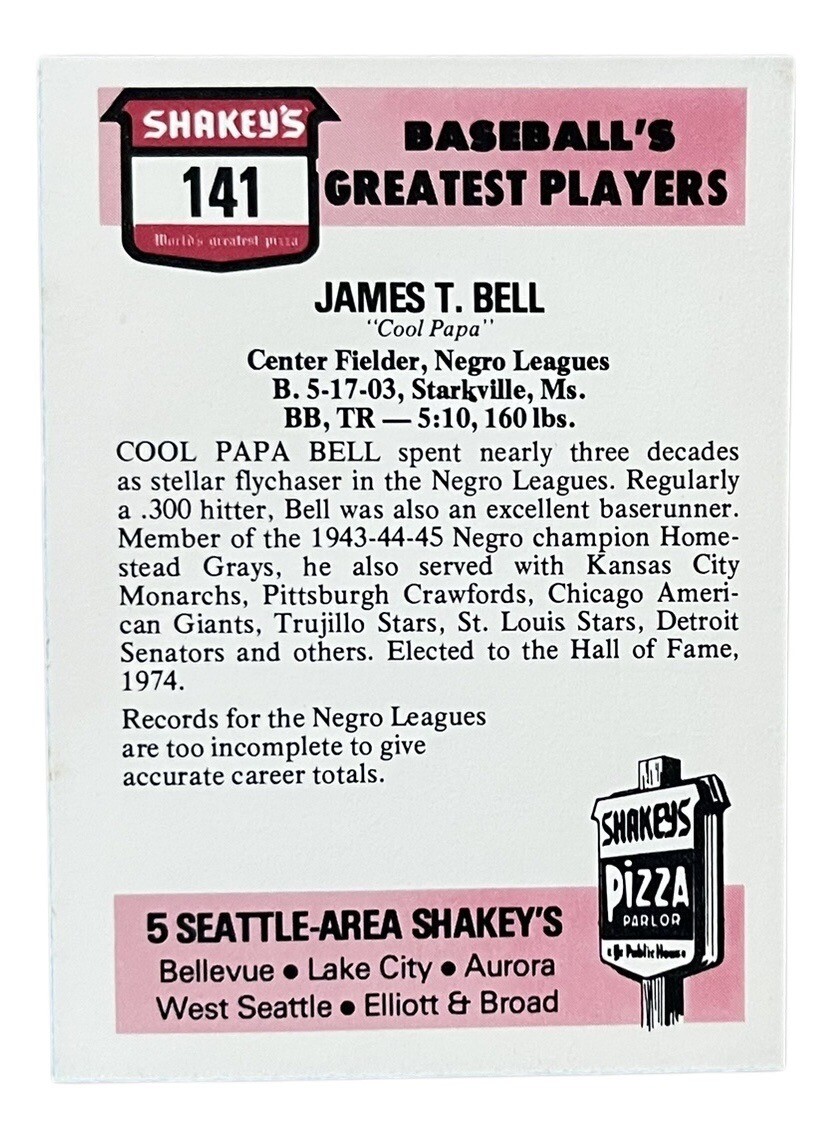 SHAKEY'S
141
World's greatest pizza
BASEBALL'S
GREATEST PLAYERS
JAMES T. BELL
"Cool Papa"
Center Fielder, Negro Leagues
B. 5-17-03, Starkville, Ms.
BB, TR — 5:10, 160 lbs.
COOL PAPA BELL spent nearly three decades
as stellar flychaser in the Negro Leagues. Regularly
a .300 hitter, Bell was also an excellent baserunner.
Member of the 1943-44-45 Negro champion Home-
stead Grays, he also served with Kansas City
Monarchs, Pittsburgh Crawfords, Chicago Ameri-
can Giants, Trujillo Stars, St. Louis Stars, Detroit
Senators and others. Elected to the Hall of Fame,
1974.
Records for the Negro Leagues
are too incomplete to give
accurate career totals.
SHAKEYS
PIZZA
PARLOR
& Ye Public House
5 SEATTLE-AREA SHAKEY'S
Bellevue ● Lake City ● Aurora
West Seattle ● Elliott & Broad